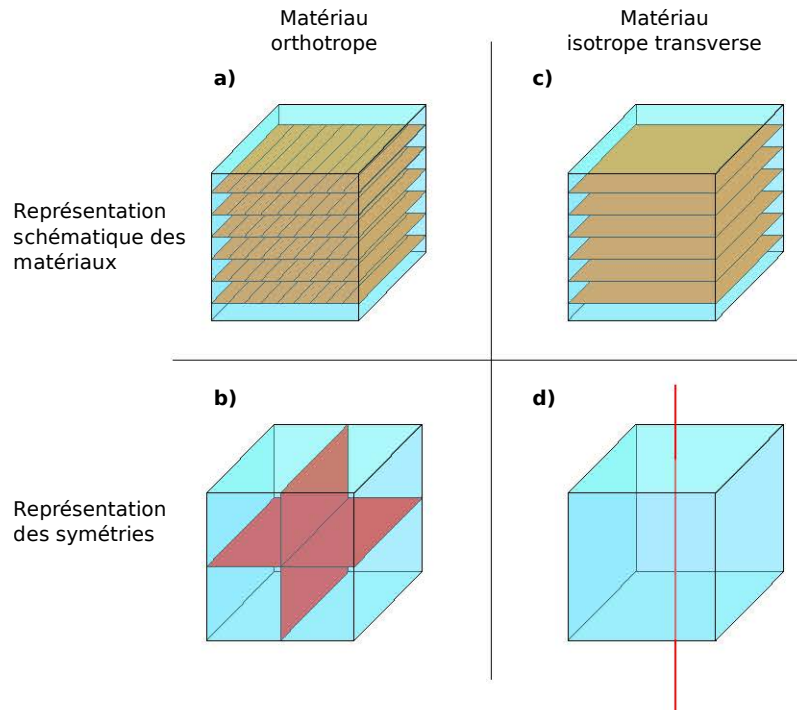 Matériau
orthotrope
Matériau
isotrope transverse
a)
c)
Représentation
schématique des
matériaux
b)
d)
Représentation
des symétries